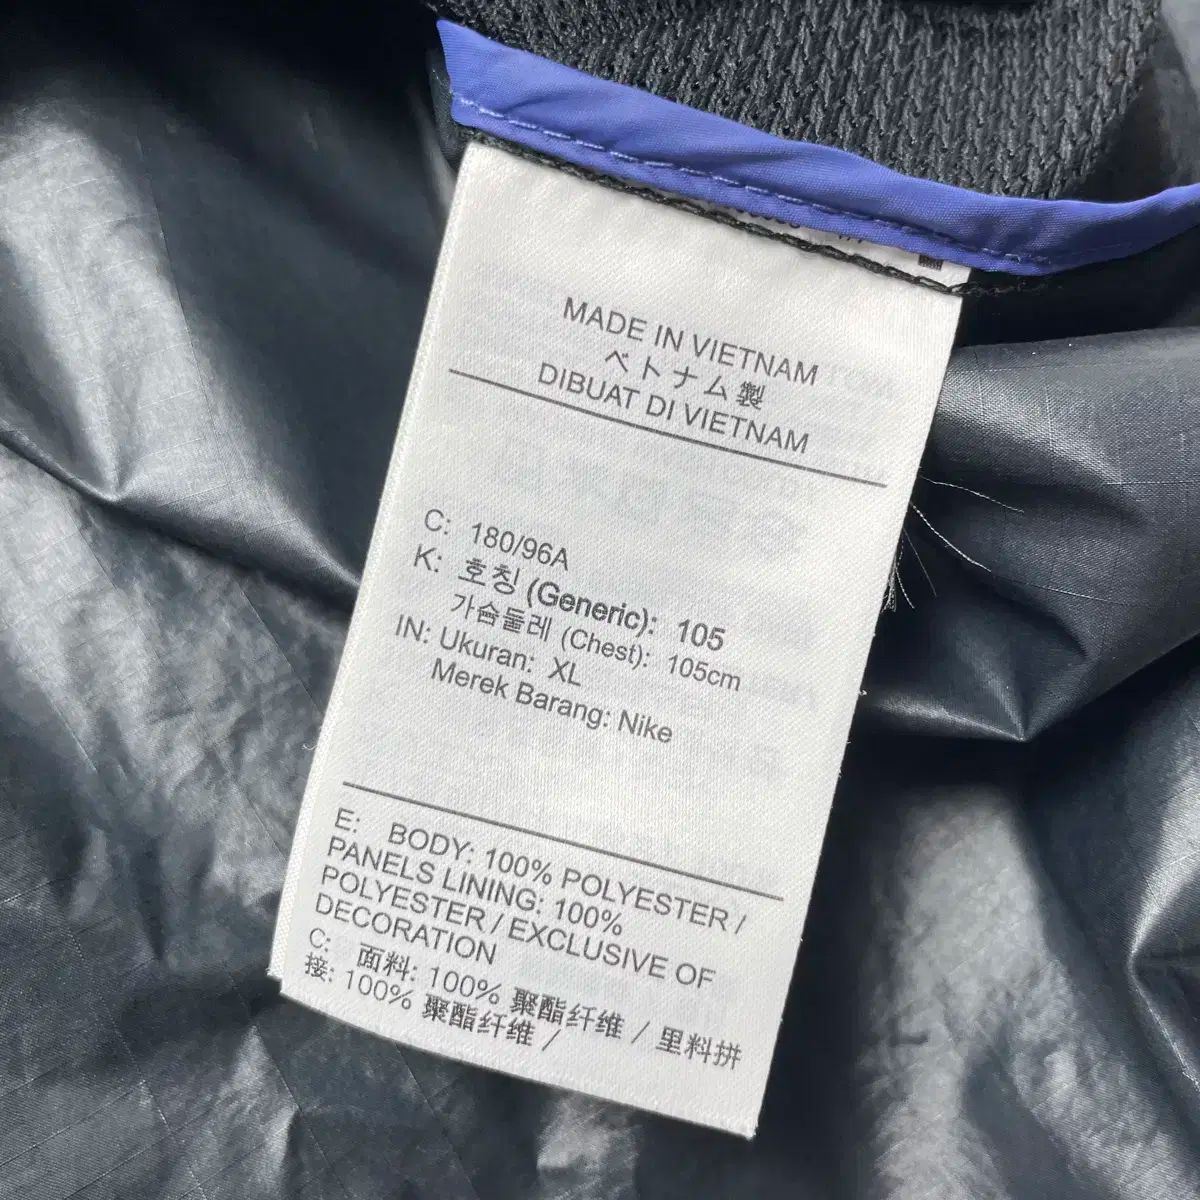 MADE IN VIETNAM
ベトナム製
DIBUAT DI VIETNAM
C: 180/96A
K: 호칭 (Generic): 105
가슴둘레 (Chest): 105cm
IN: Ukuran: XL
Merek Barang: Nike
E: BODY: 100% POLYESTER /
PANELS LINING: 100%
POLYESTER / EXCLUSIVE OF
DECORATION
C: 面料: 100% 聚酯纤维 / 里料拼
接: 100% 聚酯纤维 /